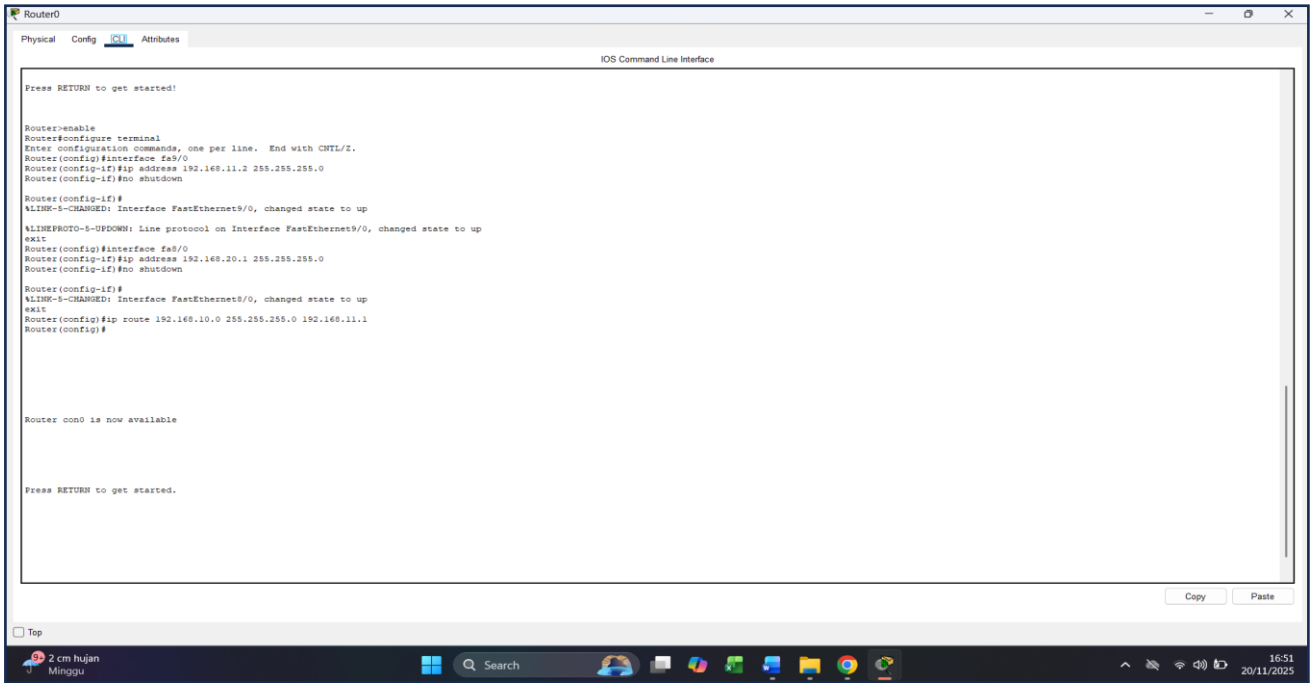 Router0
Physical Config CLI Attributes
IOS Command Line Interface
Press RETURN to get started!
Router>enable
Router#configure terminal
Enter configuration commands, one per line.  End with CNTL/Z.
Router(config)#interface fa9/0
Router(config-if)#ip address 192.168.11.2 255.255.255.0
Router(config-if)#no shutdown
Router(config-if)#
%LINK-5-CHANGED: Interface FastEthernet9/0, changed state to up
%LINEPROTO-5-UPDOWN: Line protocol on Interface FastEthernet9/0, changed state to up
exit
Router(config)#interface fa8/0
Router(config-if)#ip address 192.168.20.1 255.255.255.0
Router(config-if)#no shutdown
Router(config-if)#
%LINK-5-CHANGED: Interface FastEthernet8/0, changed state to up
exit
Router(config)#ip route 192.168.10.0 255.255.255.0 192.168.11.1
Router(config)#
Router con0 is now available
Press RETURN to get started.
Copy Paste
Top
9+
2 cm hujan
Minggu
Search
16:51
20/11/2025